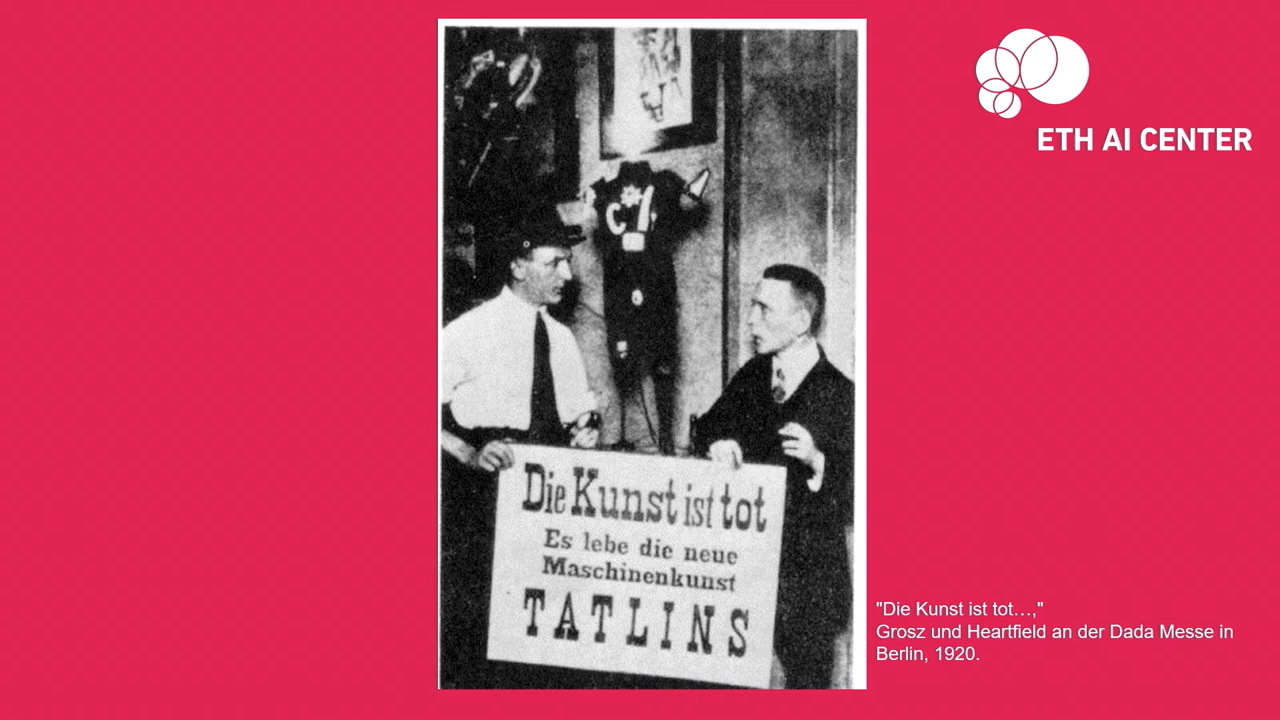 ETH AI CENTER
C 1
Die Kunst ist tot
Es lebe die neue
Maschinenkunst
TATLINS
"Die Kunst ist tot…,"
Grosz und Heartfield an der Dada Messe in
Berlin, 1920.